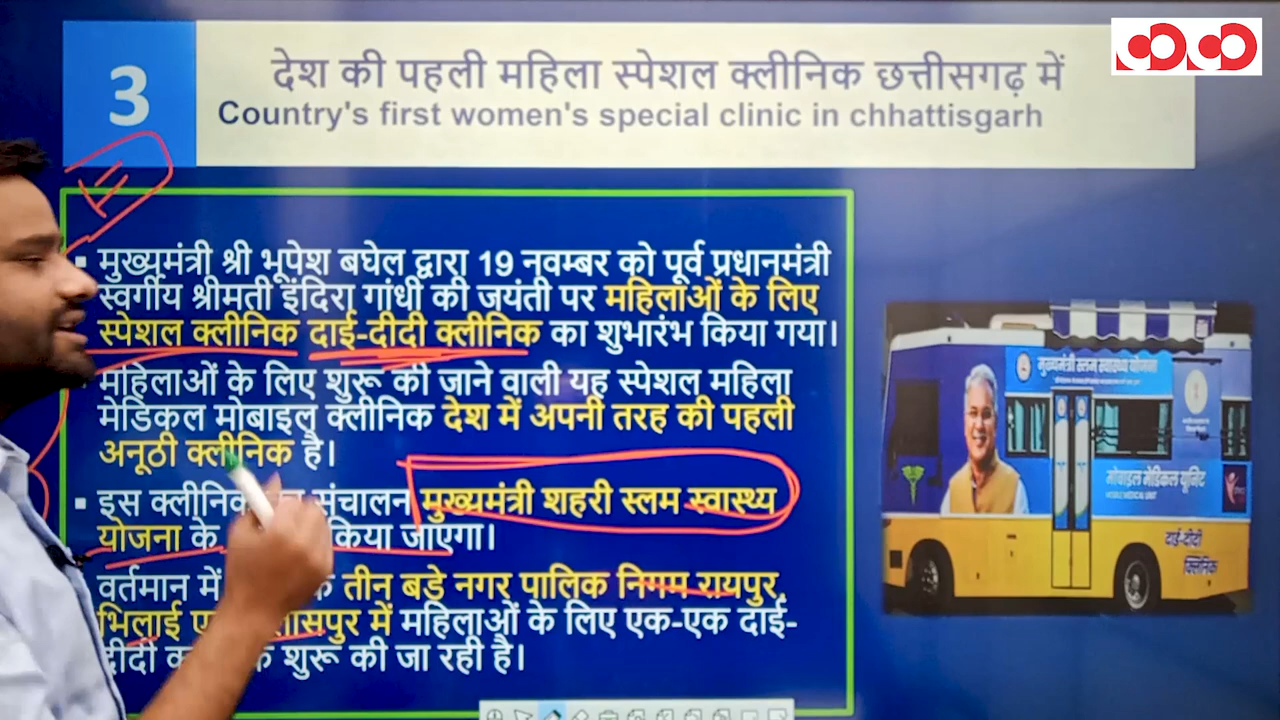 3
देश की पहली महिला स्पेशल क्लीनिक छत्तीसगढ़ में
Country's first women's special clinic in chhattisgarh
मुख्यमंत्री श्री भूपेश बघेल द्वारा 19 नवम्बर को पूर्व प्रधानमंत्री
स्वर्गीय श्रीमती इंदिरा गांधी की जयंती पर महिलाओं के लिए
स्पेशल क्लीनिक दाई-दीदी क्लीनिक का शुभारंभ किया गया।
महिलाओं के लिए शुरू की जाने वाली यह स्पेशल महिला
मेडिकल मोबाइल क्लीनिक देश में अपनी तरह की पहली
अनूठी क्लीनिक है।
इस क्लीनिक संचालन मुख्यमंत्री शहरी स्लम स्वास्थ्य
योजना के किया जाएगा।
वर्तमान में तीन बड़े नगर पालिक निगम रायपुर,
भिलाई में महिलाओं के लिए एक-एक दाई-
दीदी शुरू की जा रही है।
मुख्यमंत्री स्लम स्वास्थ्य योजना
मोबाइल मेडिकल यूनिट
MOBILE MEDICAL UNIT
दाई-दीदी
क्लिनिक